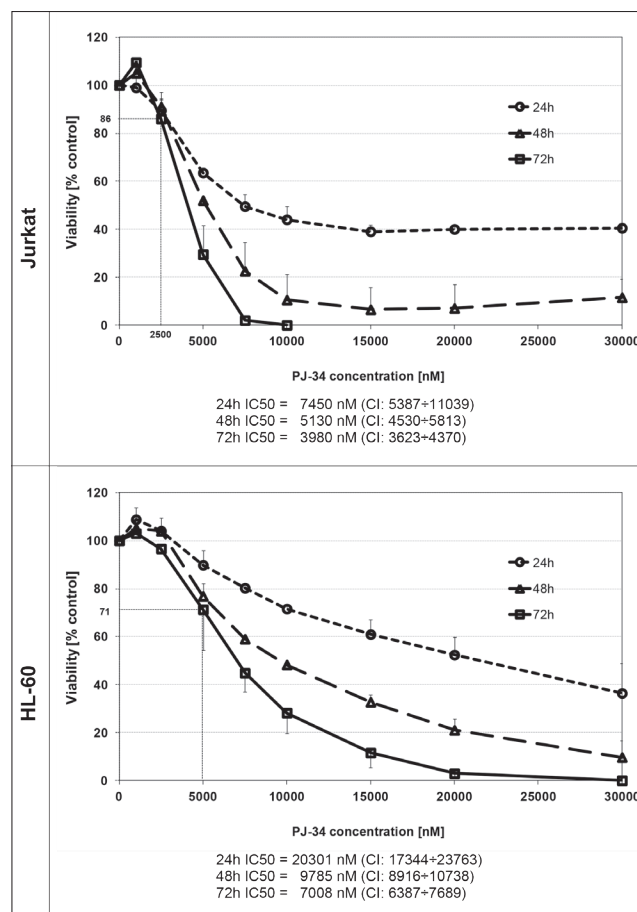 Jurkat
Viability [% control]
120
100
86
80
60
40
20
0
24h
48h
72h
0 2500 5000 10000 15000 20000 25000 30000
PJ-34 concentration [nM]
24h IC50 = 7450 nM (CI: 5387÷11039)
48h IC50 = 5130 nM (CI: 4530÷5813)
72h IC50 = 3980 nM (CI: 3623÷4370)
HL-60
Viability [% control]
120
100
80
71
60
40
20
0
24h
48h
72h
0 5000 10000 15000 20000 25000 30000
PJ-34 concentration [nM]
24h IC50 = 20301 nM (CI: 17344÷23763)
48h IC50 = 9785 nM (CI: 8916÷10738)
72h IC50 = 7008 nM (CI: 6387÷7689)